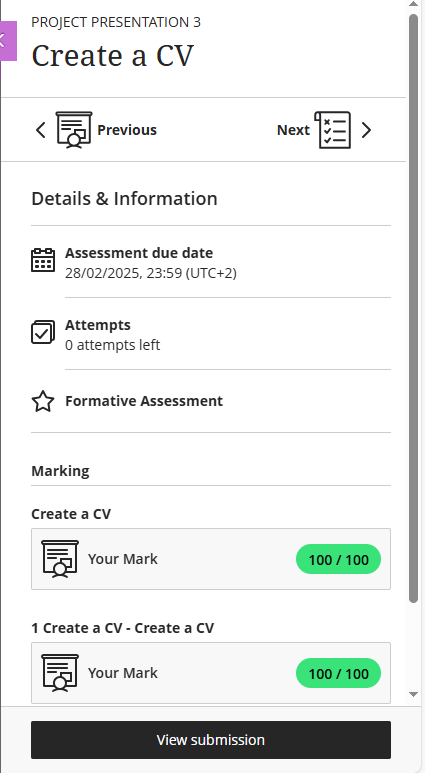 PROJECT PRESENTATION 3
Create a CV
Previous
Next
Details & Information
Assessment due date
28/02/2025, 23:59 (UTC+2)
Attempts
0 attempts left
Formative Assessment
Marking
Create a CV
Your Mark
100 / 100
1 Create a CV - Create a CV
Your Mark
100 / 100
View submission